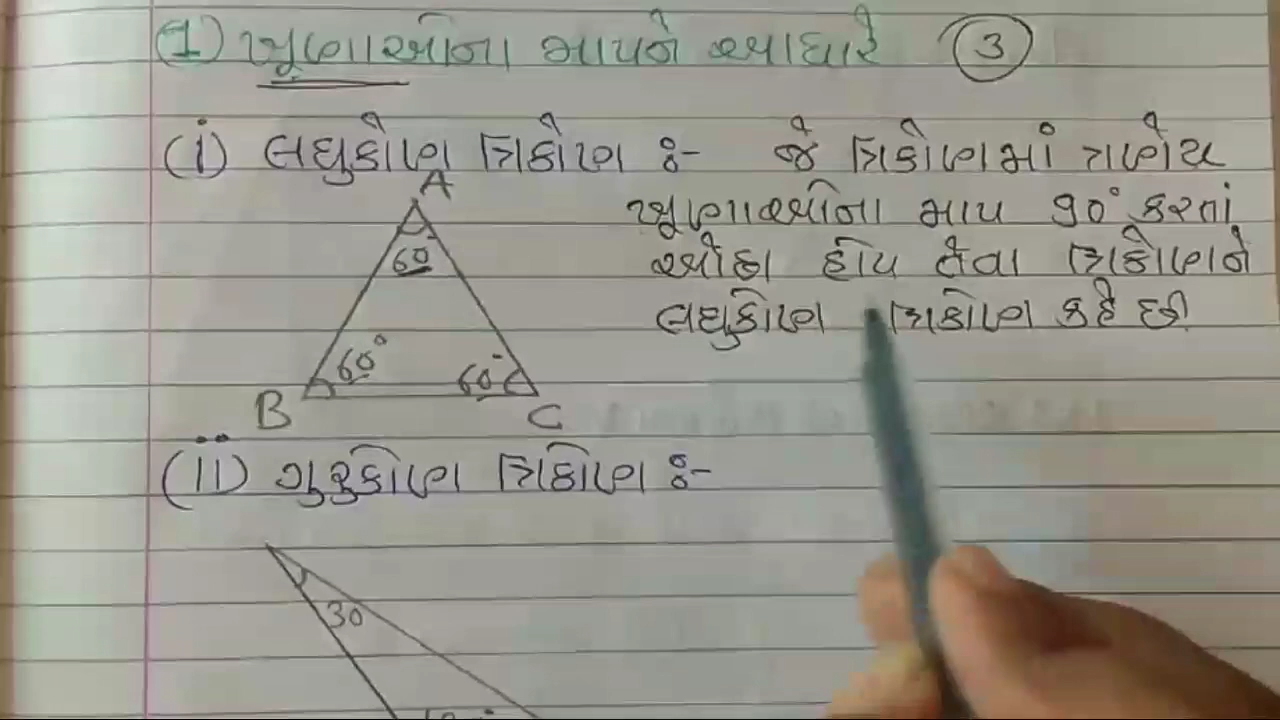 (1) ખૂણાઓના માપને આધારે ③
(i) લઘુકોણ ત્રિકોણ :- જે ત્રિકોણમાં ત્રણેય
ખૂણાઓના માપ 90° કરતાં
ઓછા હોય તેવા ત્રિકોણને
લઘુકોણ ત્રિકોણ કહે છે.
A
60°
60° 60°
B C
(ii) ગુરુકોણ ત્રિકોણ :-
30